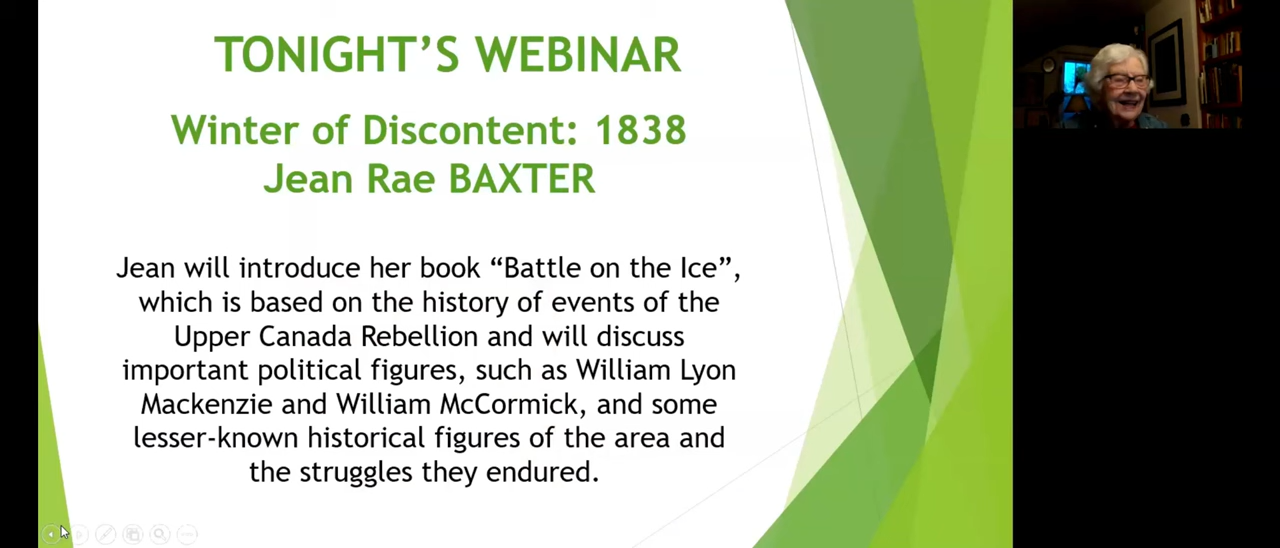 TONIGHT'S WEBINAR
Winter of Discontent: 1838
Jean Rae BAXTER
Jean will introduce her book “Battle on the Ice”,
which is based on the history of events of the
Upper Canada Rebellion and will discuss
important political figures, such as William Lyon
Mackenzie and William McCormick, and some
lesser-known historical figures of the area and
the struggles they endured.